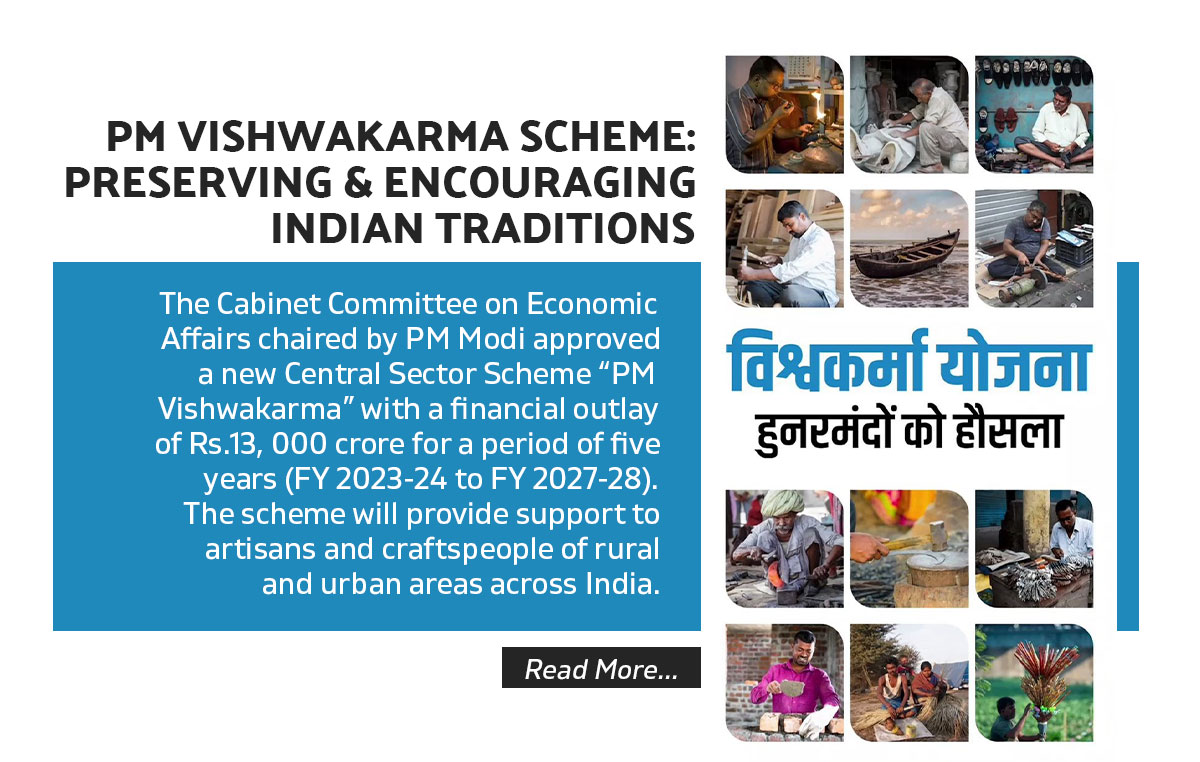 PM VISHWAKARMA SCHEME:
PRESERVING & ENCOURAGING
INDIAN TRADITIONS
The Cabinet Committee on Economic
Affairs chaired by PM Modi approved
a new Central Sector Scheme “PM
Vishwakarma” with a financial outlay
of Rs.13, 000 crore for a period of five
years (FY 2023-24 to FY 2027-28).
The scheme will provide support to
artisans and craftspeople of rural
and urban areas across India.
Read More...
विश्वकर्मा योजना
हुनरमंदों को हौसला